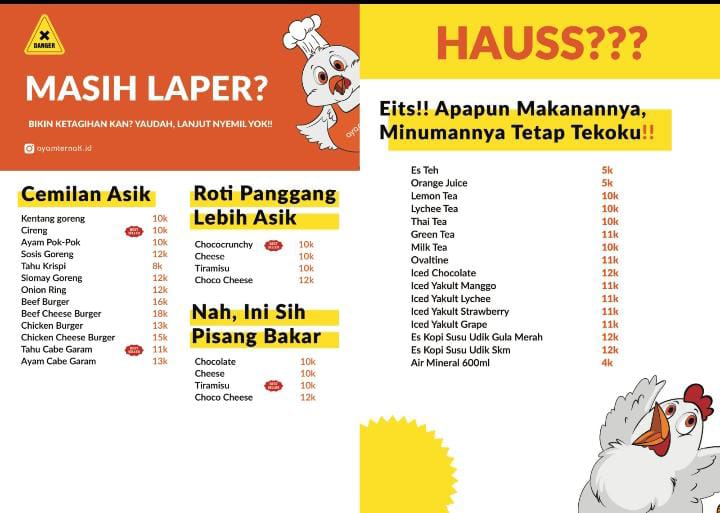 DANGER
MASIH LAPER?
BIKIN KETAGIHAN KAN? YAUDAH, LANJUT NYEMIL YOK!!
ayamterna8.id
Cemilan Asik
Kentang goreng 10k
Cireng BEST SELLER 10k
Ayam Pok-Pok 10k
Sosis Goreng 12k
Tahu Krispi 8k
Siomay Goreng 12k
Onion Ring 12k
Beef Burger 16k
Beef Cheese Burger 18k
Chicken Burger 13k
Chicken Cheese Burger 15k
Tahu Cabe Garam BEST SELLER 11k
Ayam Cabe Garam 13k
Roti Panggang
Lebih Asik
Chococrunchy BEST SELLER 10k
Cheese 10k
Tiramisu 10k
Choco Cheese 12k
Nah, Ini Sih
Pisang Bakar
Chocolate 10k
Cheese 10k
Tiramisu BEST SELLER 10k
Choco Cheese 12k
HAUSS???
Eits!! Apapun Makanannya,
Minumannya Tetap Tekoku!!
Es Teh 5k
Orange Juice 5k
Lemon Tea 10k
Lychee Tea 10k
Thai Tea 10k
Green Tea 11k
Milk Tea 10k
Ovaltine 11k
Iced Chocolate 12k
Iced Yakult Manggo 11k
Iced Yakult Lychee 11k
Iced Yakult Strawberry 11k
Iced Yakult Grape 11k
Es Kopi Susu Udik Gula Merah 12k
Es Kopi Susu Udik Skm 12k
Air Mineral 600ml 4k